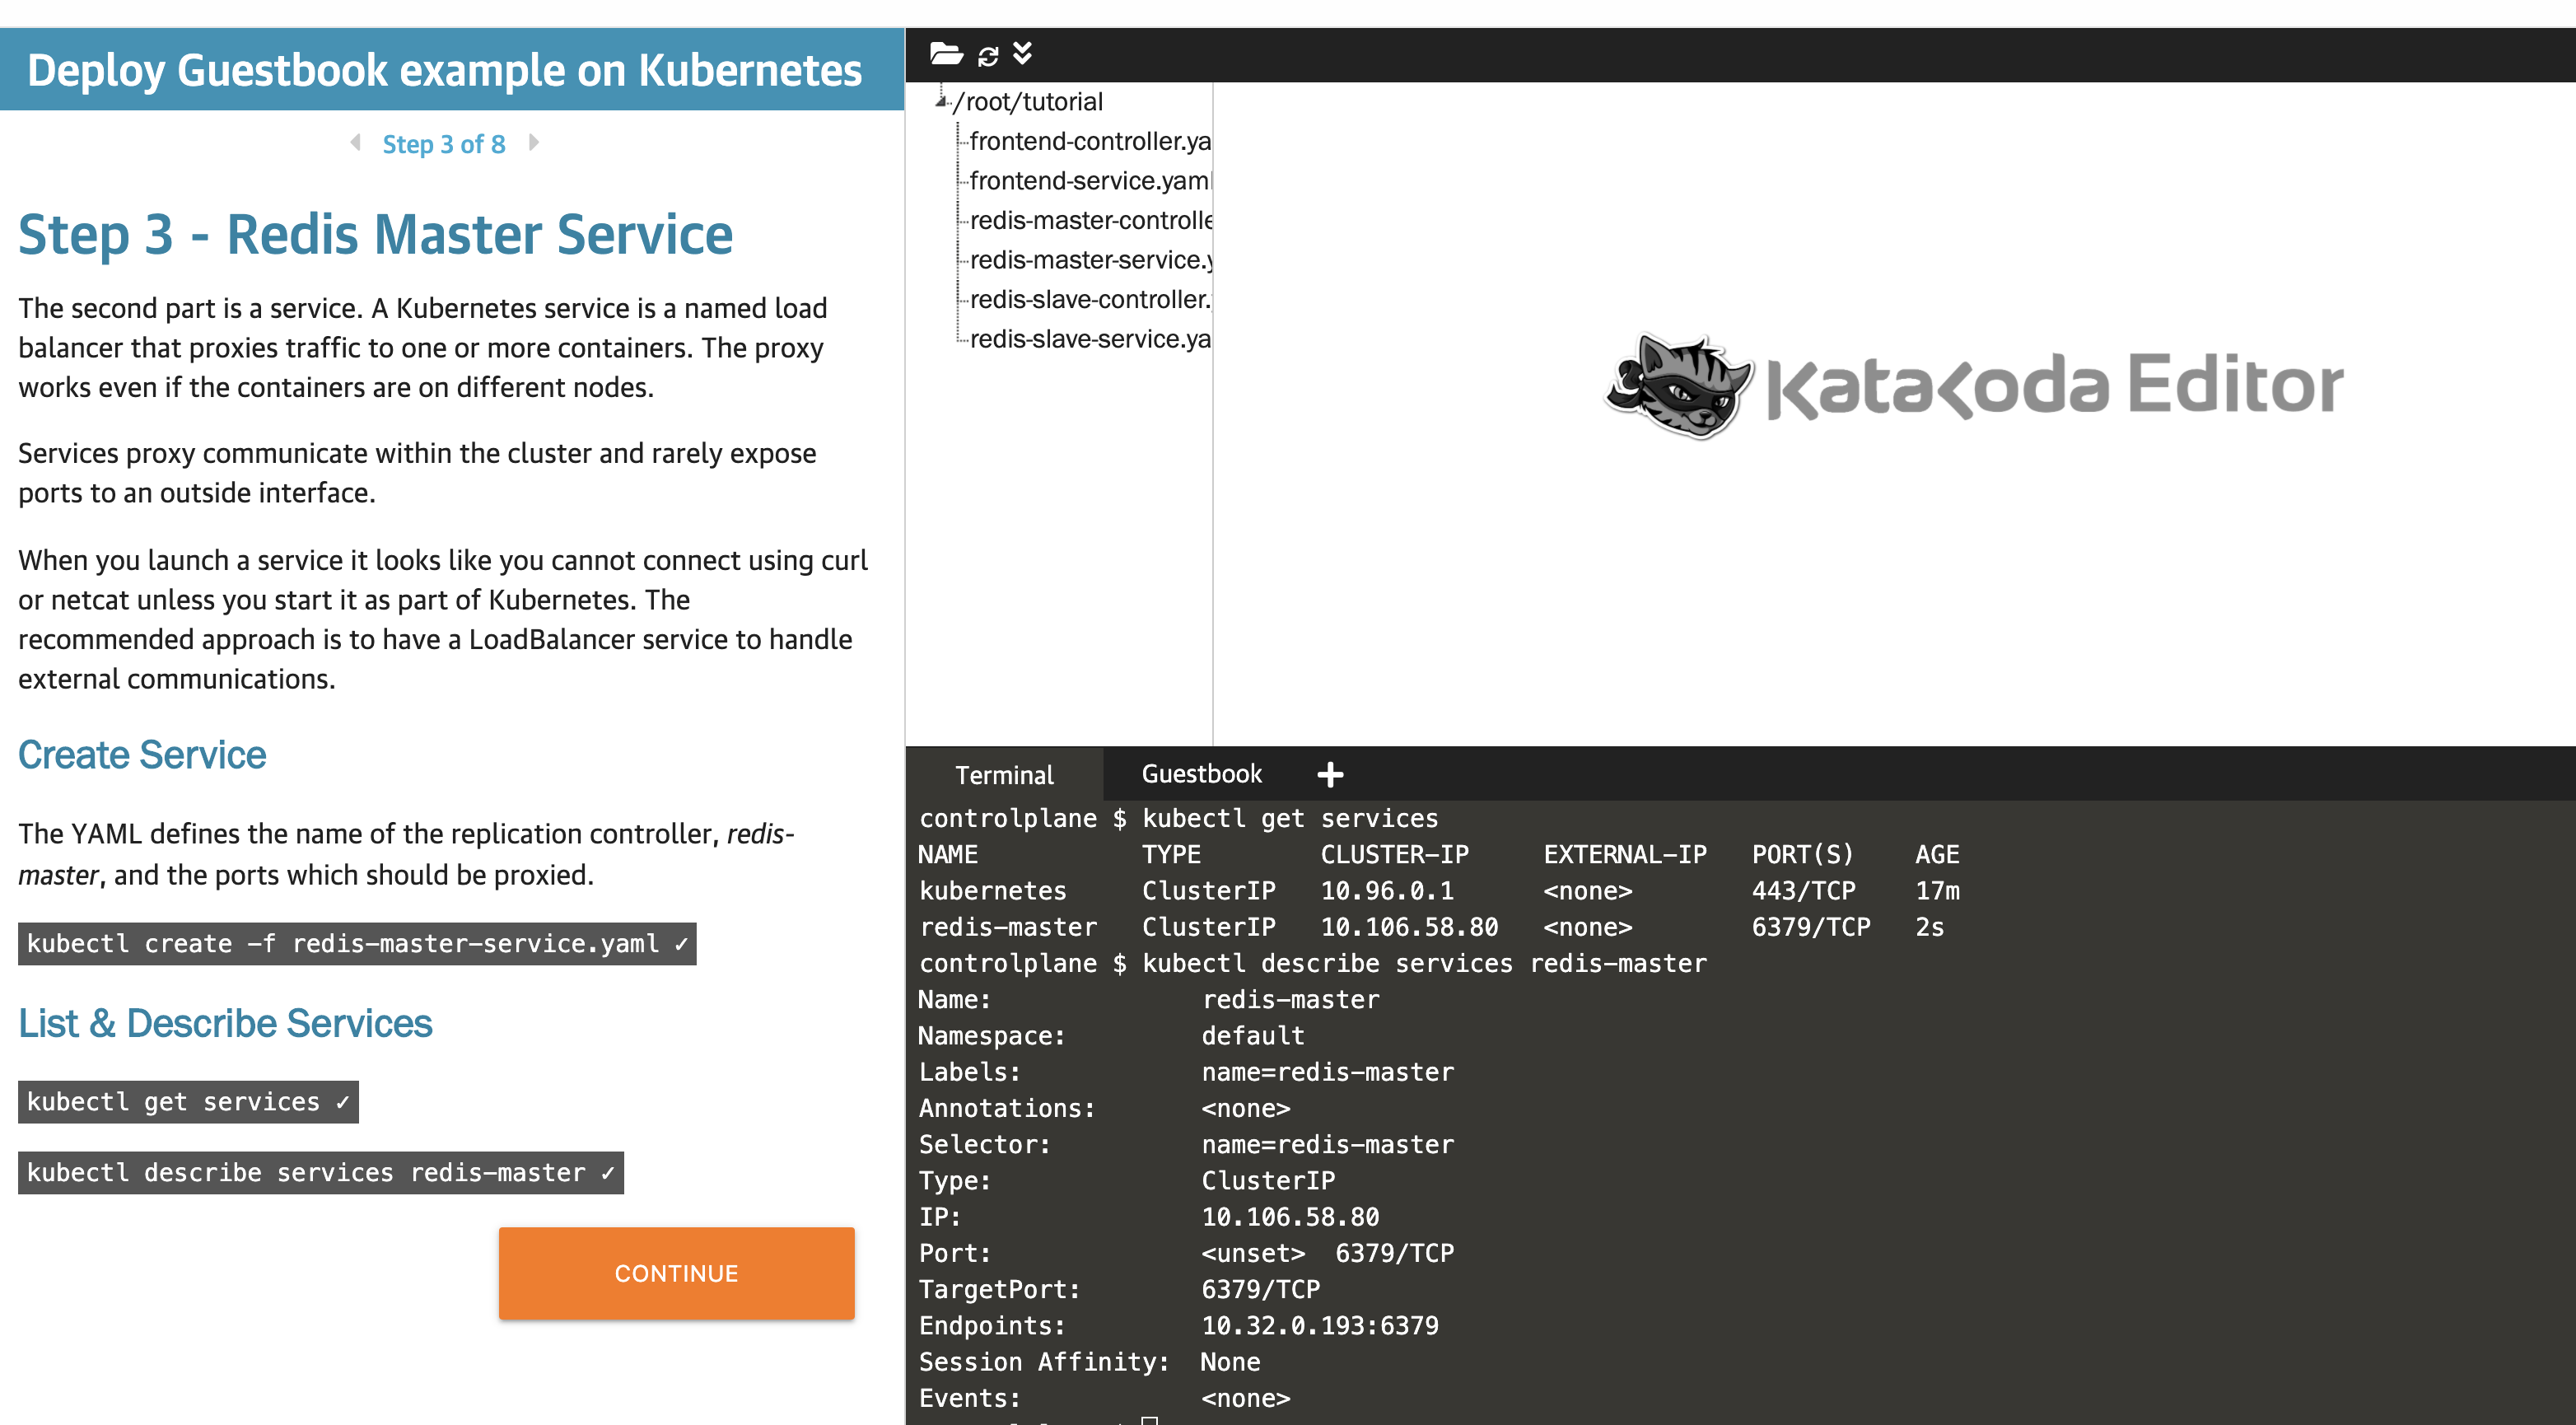 Deploy Guestbook example on Kubernetes
Step 3 of 8
Step 3 - Redis Master Service
The second part is a service. A Kubernetes service is a named load
balancer that proxies traffic to one or more containers. The proxy
works even if the containers are on different nodes.
Services proxy communicate within the cluster and rarely expose
ports to an outside interface.
When you launch a service it looks like you cannot connect using curl
or netcat unless you start it as part of Kubernetes. The
recommended approach is to have a LoadBalancer service to handle
external communications.
Create Service
The YAML defines the name of the replication controller, redis-
master, and the ports which should be proxied.
kubectl create -f redis-master-service.yaml ✓
List & Describe Services
kubectl get services ✓
kubectl describe services redis-master ✓
CONTINUE
/root/tutorial
frontend-controller.ya
frontend-service.yaml
redis-master-controlle
redis-master-service.y
redis-slave-controller.
redis-slave-service.ya
Katakoda Editor
Terminal Guestbook +
controlplane $ kubectl get services
NAME TYPE CLUSTER-IP EXTERNAL-IP PORT(S) AGE
kubernetes ClusterIP 10.96.0.1 <none> 443/TCP 17m
redis-master ClusterIP 10.106.58.80 <none> 6379/TCP 2s
controlplane $ kubectl describe services redis-master
Name: redis-master
Namespace: default
Labels: name=redis-master
Annotations: <none>
Selector: name=redis-master
Type: ClusterIP
IP: 10.106.58.80
Port: <unset> 6379/TCP
TargetPort: 6379/TCP
Endpoints: 10.32.0.193:6379
Session Affinity: None
Events: <none>